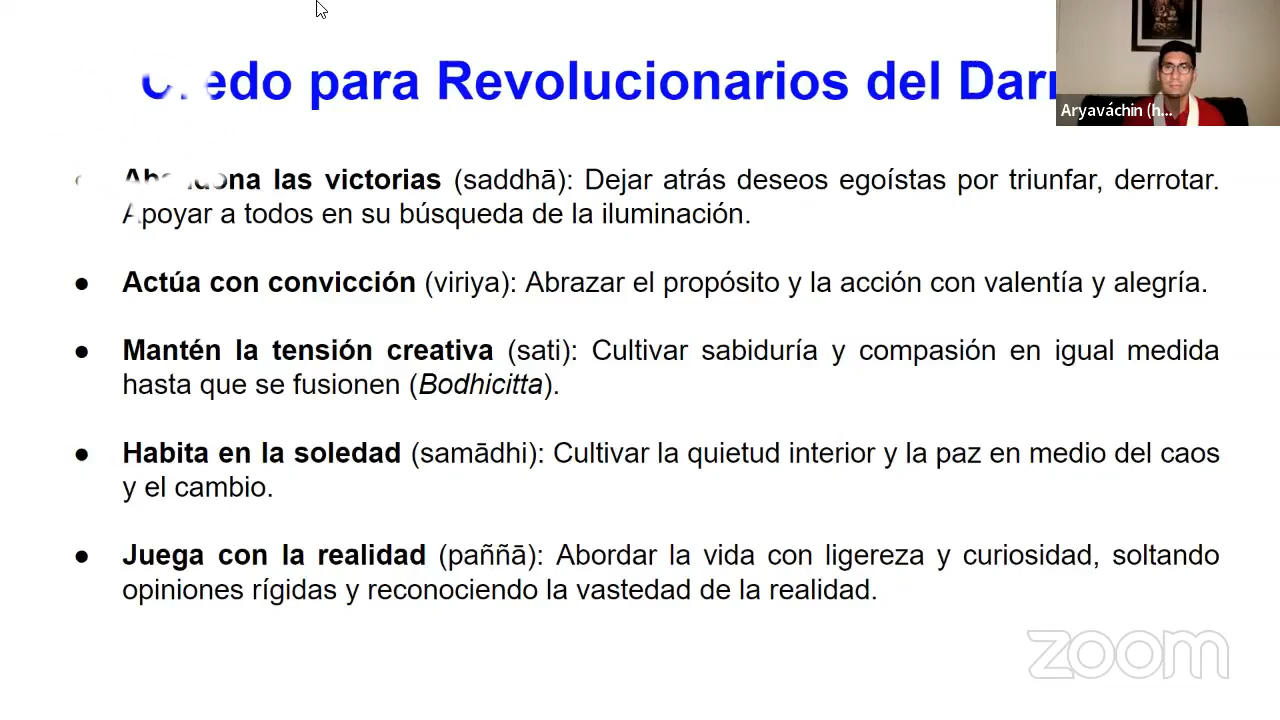 para Revolucionarios del
Aryaváchin (h...
● Abandona las victorias (saddhā): Dejar atrás deseos egoístas por triunfar, derrotar.
Apoyar a todos en su búsqueda de la iluminación.
● Actúa con convicción (viriya): Abrazar el propósito y la acción con valentía y alegría.
● Mantén la tensión creativa (sati): Cultivar sabiduría y compasión en igual medida
hasta que se fusionen (Bodhicitta).
● Habita en la soledad (samādhi): Cultivar la quietud interior y la paz en medio del caos
y el cambio.
● Juega con la realidad (paññā): Abordar la vida con ligereza y curiosidad, soltando
opiniones rígidas y reconociendo la vastedad de la realidad.
zoom